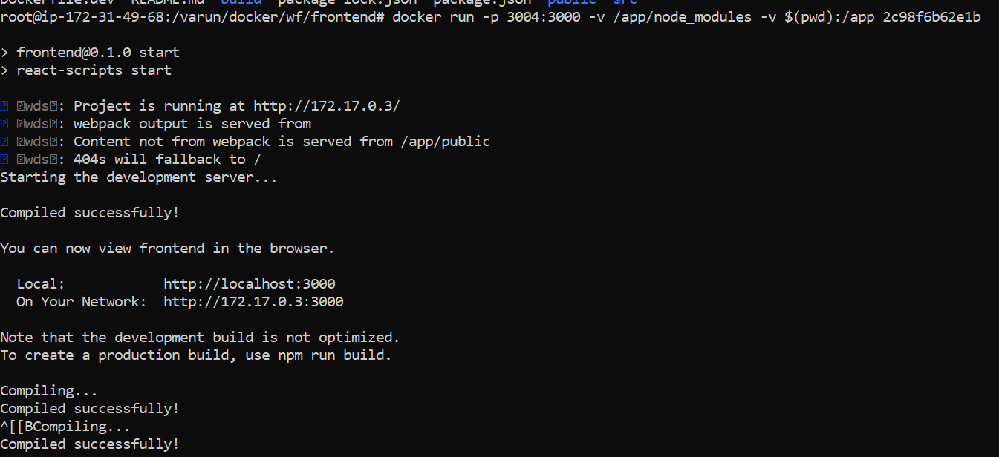 Dockerfile.dev README.md build package-lock.json package.json public src
root@ip-172-31-49-68:/varun/docker/wf/frontend# docker run -p 3004:3000 -v /app/node_modules -v $(pwd):/app 2c98f6b62e1b
> frontend@0.1.0 start
> react-scripts start
wds: Project is running at http://172.17.0.3/
wds: webpack output is served from
wds: Content not from webpack is served from /app/public
wds: 404s will fallback to /
Starting the development server...
Compiled successfully!
You can now view frontend in the browser.
Local: http://localhost:3000
On Your Network: http://172.17.0.3:3000
Note that the development build is not optimized.
To create a production build, use npm run build.
Compiling...
Compiled successfully!
^[[BCompiling...
Compiled successfully!